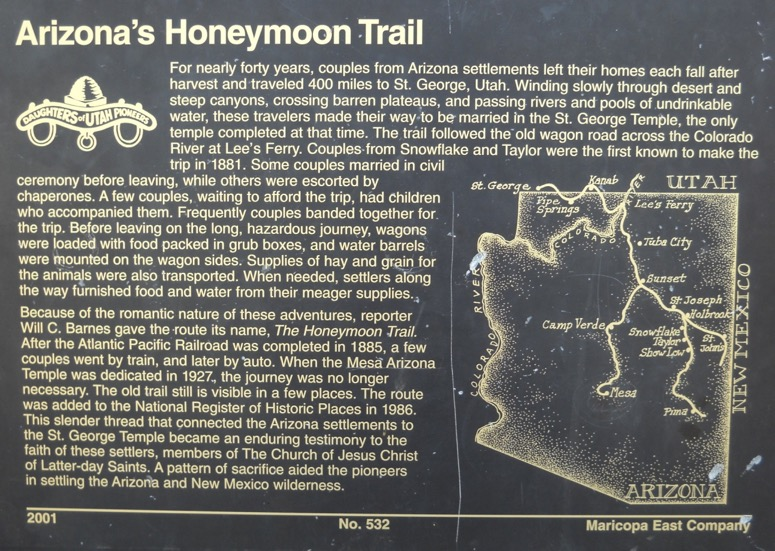 Arizona's Honeymoon Trail
DAUGHTERS of UTAH PIONEERS
For nearly forty years, couples from Arizona settlements left their homes each fall after
harvest and traveled 400 miles to St. George, Utah. Winding slowly through desert and
steep canyons, crossing barren plateaus, and passing rivers and pools of undrinkable
water, these travelers made their way to be married in the St. George Temple, the only
temple completed at that time. The trail followed the old wagon road across the Colorado
River at Lee's Ferry. Couples from Snowflake and Taylor were the first known to make the
trip in 1881. Some couples married in civil
ceremony before leaving, while others were escorted by
chaperones. A few couples, waiting to afford the trip, had children
who accompanied them. Frequently couples banded together for
the trip. Before leaving on the long, hazardous journey, wagons
were loaded with food packed in grub boxes, and water barrels
were mounted on the wagon sides. Supplies of hay and grain for
the animals were also transported. When needed, settlers along
the way furnished food and water from their meager supplies.
Because of the romantic nature of these adventures, reporter
Will C. Barnes gave the route its name, The Honeymoon Trail.
After the Atlantic Pacific Railroad was completed in 1885, a few
couples went by train, and later by auto. When the Mesa Arizona
Temple was dedicated in 1927, the journey was no longer
necessary. The old trail still is visible in a few places. The route
was added to the National Register of Historic Places in 1986.
This slender thread that connected the Arizona settlements to
the St. George Temple became an enduring testimony to the
faith of these settlers, members of The Church of Jesus Christ
of Latter-day Saints. A pattern of sacrifice aided the pioneers
in settling the Arizona and New Mexico wilderness.
St. George
Kanab
UTAH
Pipe
Springs
Lee's Ferry
COLORADO
Tuba City
COLORADO RIVER
Sunset
St Joseph
Holbrook
Camp Verde
Snowflake
Taylor
Show Low
St.
Johns
NEW MEXICO
Mesa
Pima
ARIZONA
2001
No. 532
Maricopa East Company